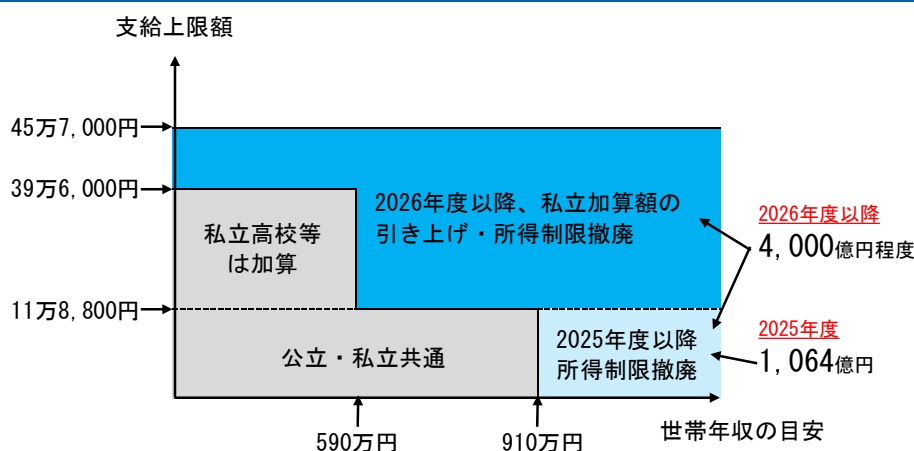 支給上限額
45万7,000円
39万6,000円
11万8,800円
私立高校等
は加算
2026年度以降、私立加算額の
引き上げ・所得制限撤廃
2026年度以降
4,000億円程度
公立・私立共通
2025年度以降
所得制限撤廃
2025年度
1,064億円
590万円
910万円
世帯年収の目安